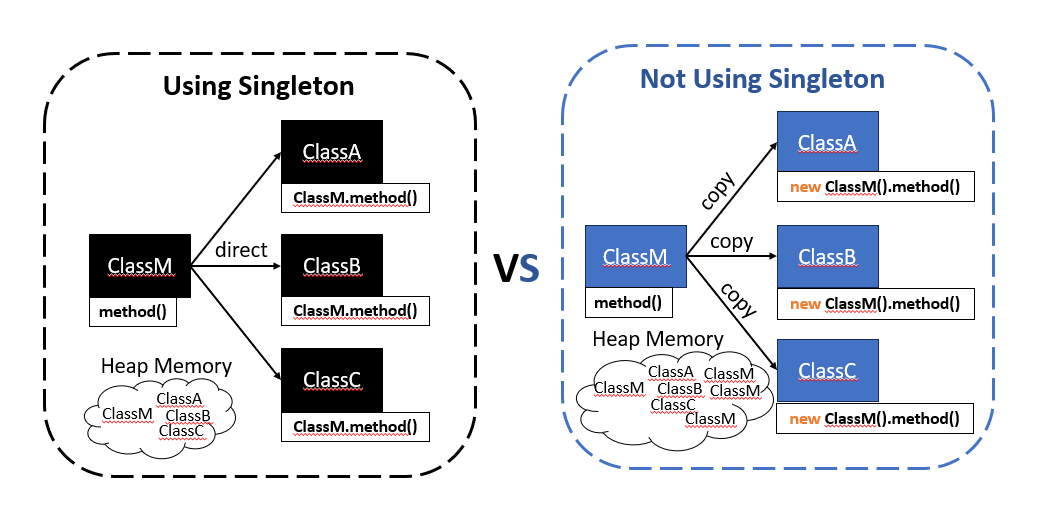 Using Singleton
ClassA
ClassM.method()
direct
ClassM
method()
ClassB
ClassM.method()
ClassC
ClassM.method()
Heap Memory
ClassA
ClassM
ClassB
ClassC
VS
Not Using Singleton
ClassA
new ClassM().method()
copy
copy
copy
ClassM
method()
ClassB
new ClassM().method()
ClassC
new ClassM().method()
Heap Memory
ClassA
ClassM
ClassM
ClassB
ClassM
ClassC
ClassM